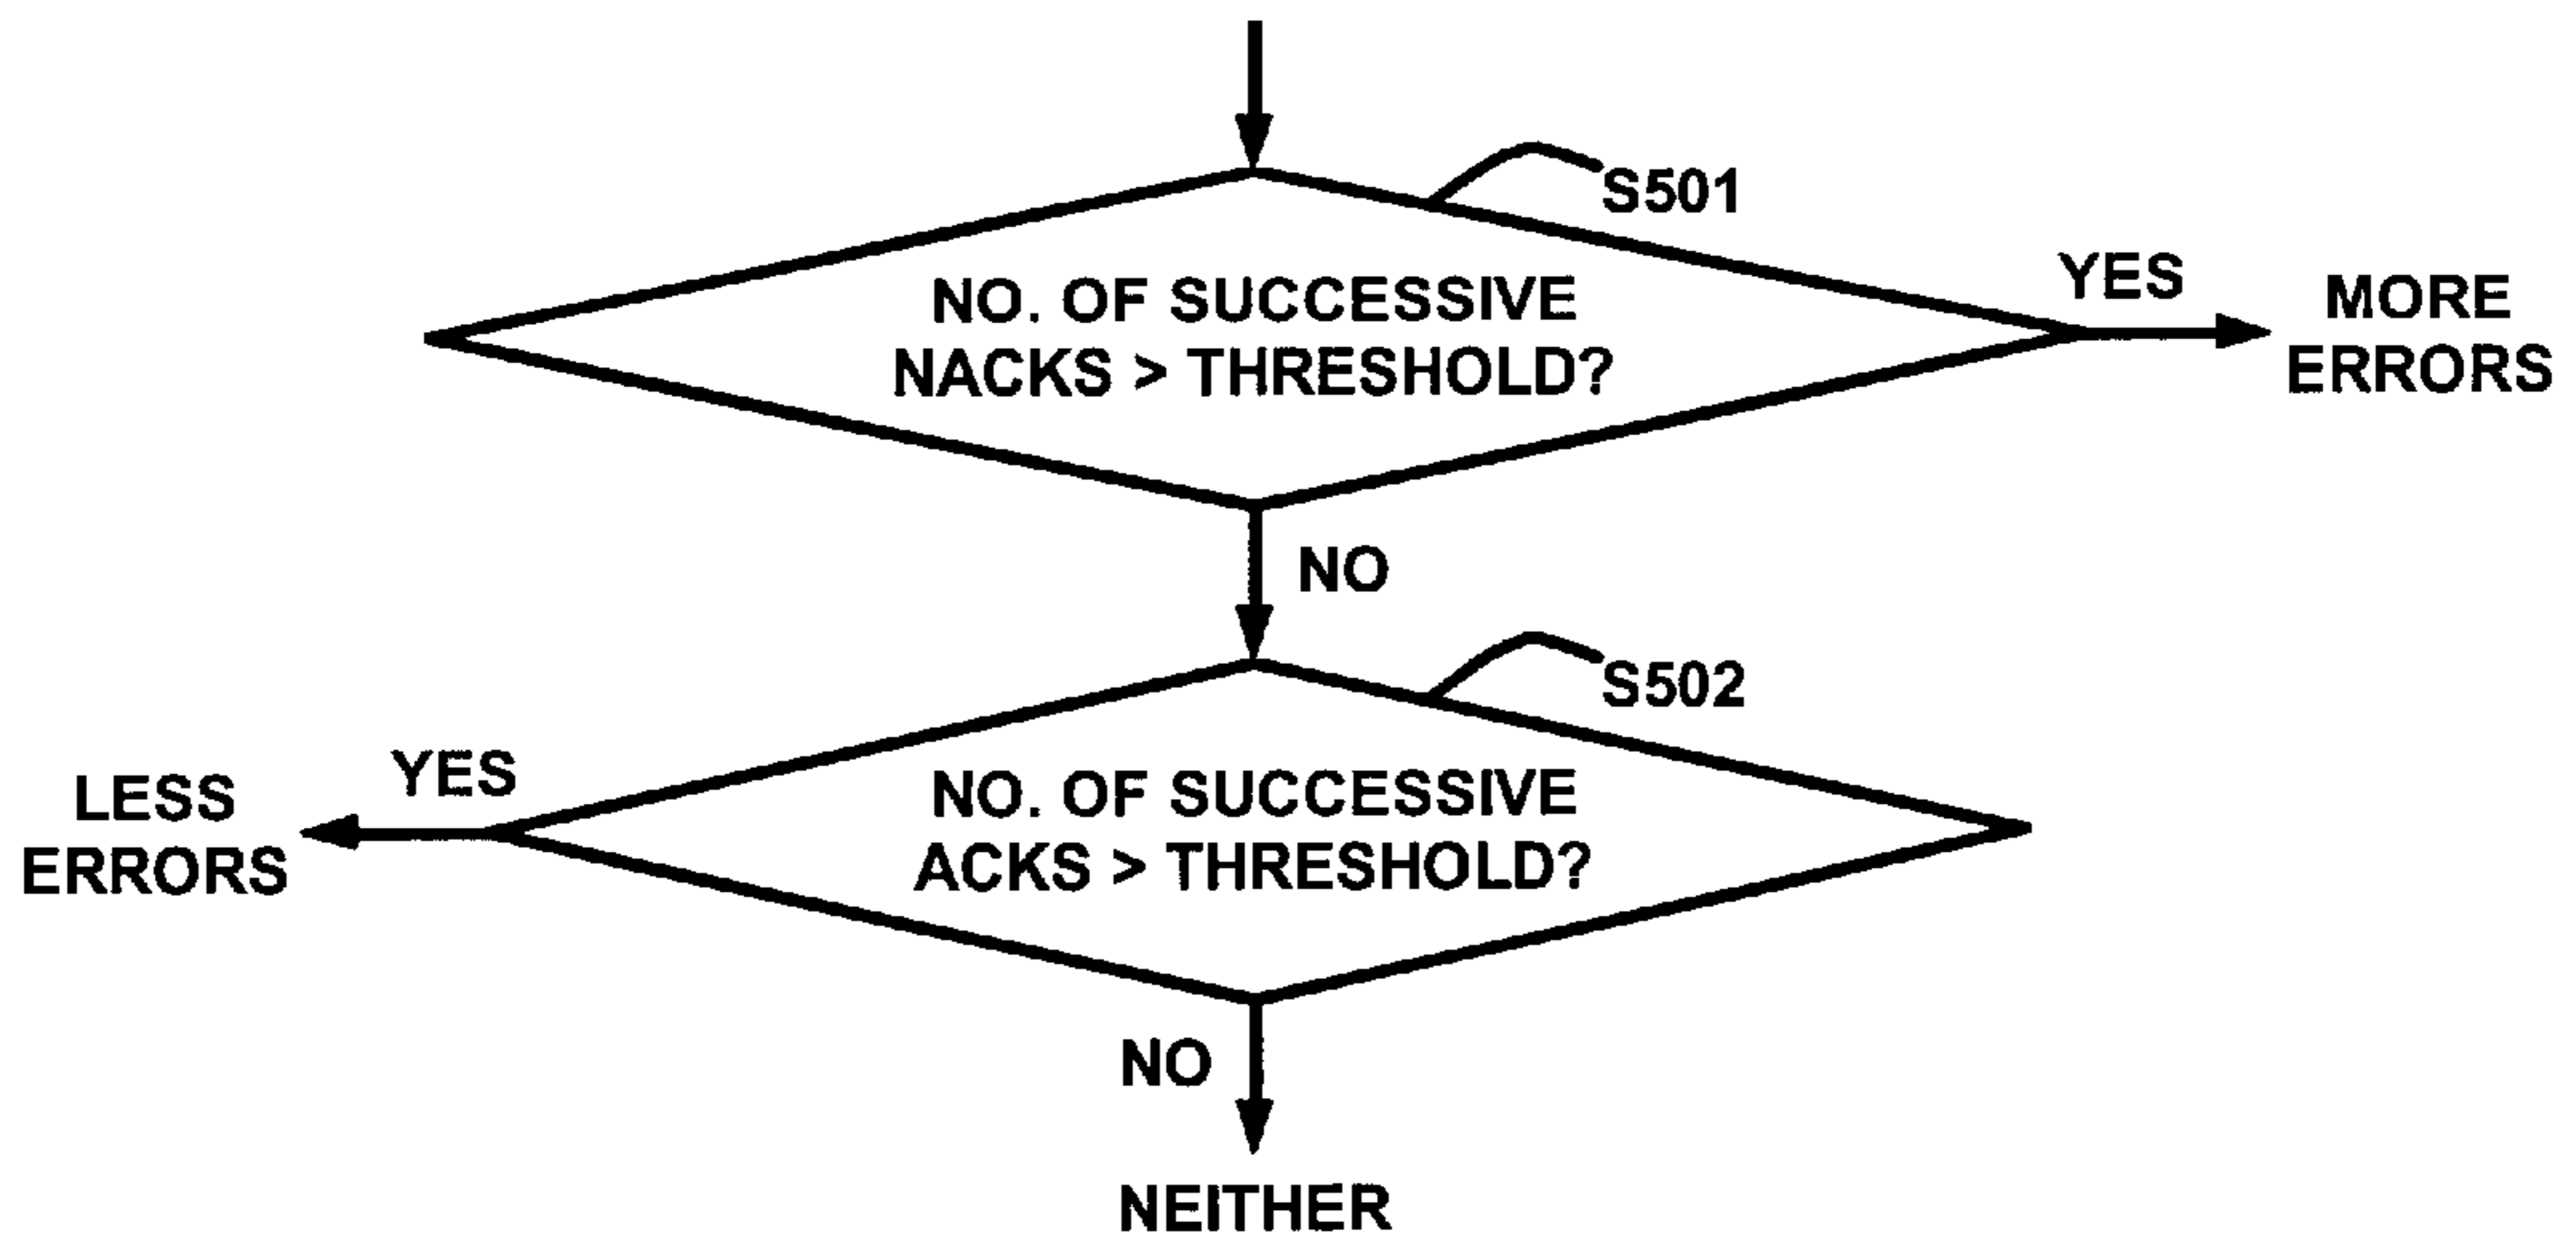 S501
NO. OF SUCCESSIVE
NACKS > THRESHOLD?
YES
MORE
ERRORS
NO
S502
NO. OF SUCCESSIVE
ACKS > THRESHOLD?
YES
LESS
ERRORS
NO
NEITHER